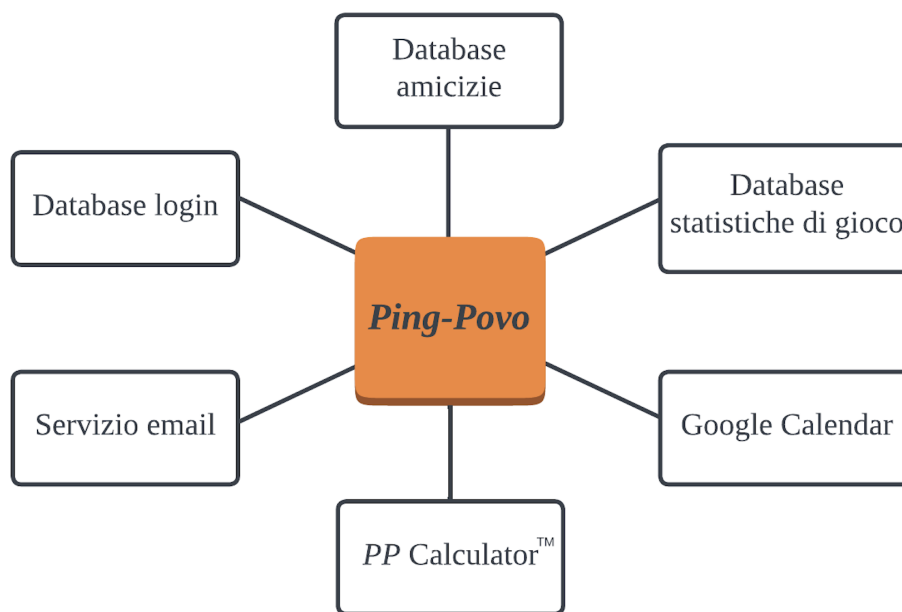 Database
amicizie
Database login
Database
statistiche di gioco
Ping-Povo
Servizio email
Google Calendar
PP Calculator™